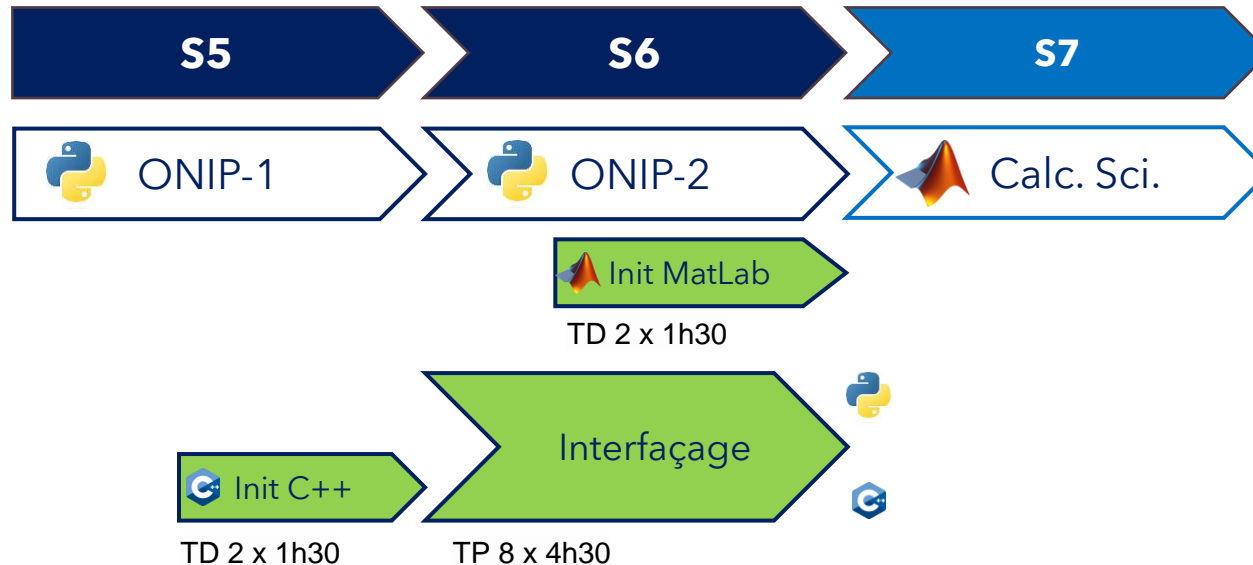 S5
S6
S7
ONIP-1
ONIP-2
Calc. Sci.
Init MatLab
TD 2 x 1h30
Interfaçage
Init C++
TD 2 x 1h30
TP 8 x 4h30